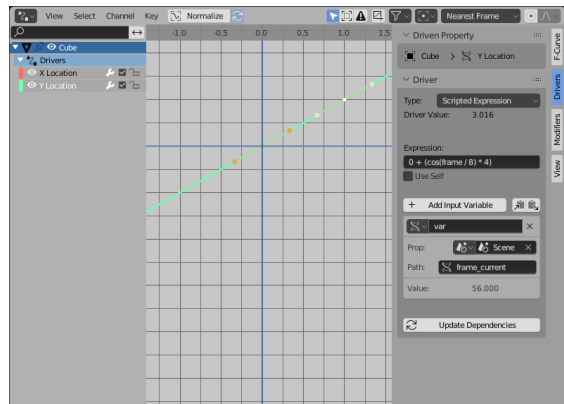 View Select Channel Key Normalize Nearest Frame
-1.0 -0.5 0.0 0.5 1.0 1.5
Cube
Drivers
X Location
Y Location
Driven Property
Cube Y Location
Driver
Type: Scripted Expression
Driver Value: 3.016
Expression:
0 + (cos(frame / 8) * 4)
Use Self
+ Add Input Variable
var
Prop: Scene
Path: frame_current
Value: 56.000
Update Dependencies
F-Curve
Drivers
Modifiers
View